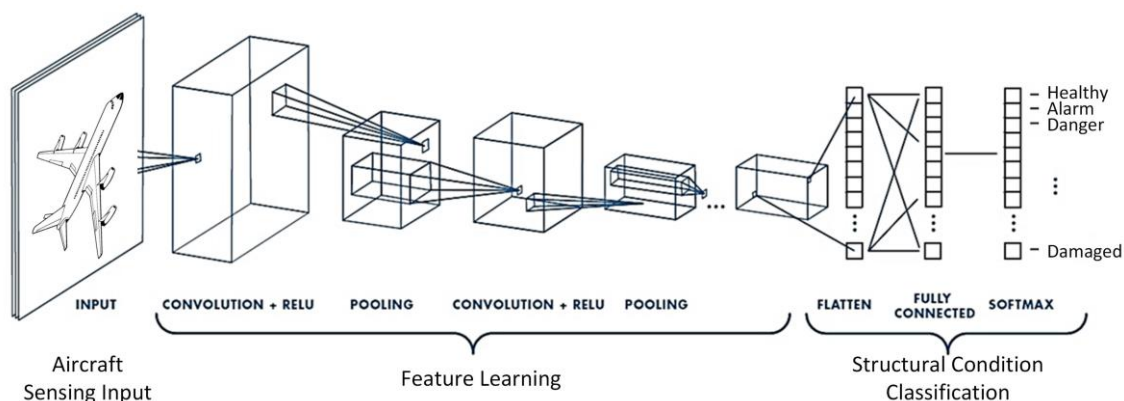 Healthy
Alarm
Danger
Damaged
INPUT
CONVOLUTION + RELU
POOLING
CONVOLUTION + RELU
POOLING
FLATTEN
FULLY
CONNECTED
SOFTMAX
Aircraft
Sensing Input
Feature Learning
Structural Condition
Classification